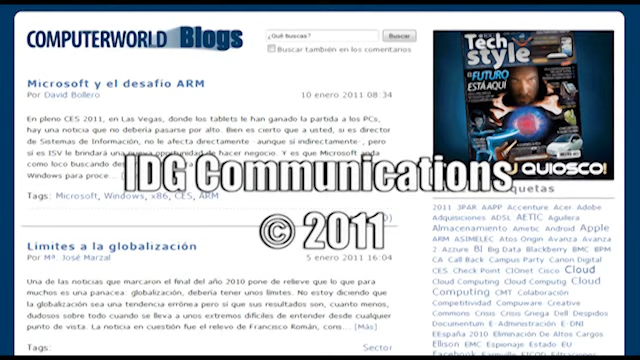 COMPUTERWORLD Blogs
¿Qué buscas?
Buscar
Buscar también en los comentarios
Microsoft y el desafío ARM
Por David Bollero
10 enero 2011 08:34
En pleno CES 2011, en Las Vegas, donde los tablets le han ganado la partida a los PCs,
hay una noticia que no debería pasarse por alto. Bien es cierto que a usted, si es director
de Sistemas de Información, no le afecta directamente -aunque sí indirectamente-, pero
si es ISV le brindará una nueva oportunidad de hacer negocio. Y es que Microsoft anda
como loco buscando
Windows para proce...
Tags: Microsoft, Windows, x86, CES, ARM
IDG Communications
© 2011
Límites a la globalización
Por Mª. José Marzal
5 enero 2011 16:04
Una de las noticias que marcaron el final del año 2010 pone de relieve que lo que para
muchos es una panacea: globalización, debería tener unos límites. No estoy diciendo que
la globalización sea una tendencia errónea pero sí que sus resultados son, cuanto menos,
dudosos sobre todo cuando se lleva a unos extremos difíciles de entender desde cualquier
punto de vista. La noticia en cuestión fue el relevo de Francisco Román, cons... [Más)
Tags:
Sector
Tech
style
EL FUTURO
ESTÁ AQUÍ
U QUIOSCO!
quetas
2011 3PAR AAPP Accenture Acer Adobe
Adquisiciones ADSL AETIC Aguilera
Almacenamiento Ametic Android Apple
ARM ASIMELEC Atos Origin Avanza Avanza
2 Azzure BI Big Data Blackberry BMC BPM
CA Call Back Campus Party Canon Digital
CES Check Point CIOnet Cisco Cloud
Cloud Computing Cloud Computig Cloud
Computing CMT Colaboración
Competitividad Compuware Creative
Commons Crisis Crisis Griega Dell Despidos
Documentum E-Administración E-DNI
EEspaña 2010 Eliminación De Altos Cargos
Ellison EMC Espionaje Estado EU
Facebook Farmville FICOD Filtraciones